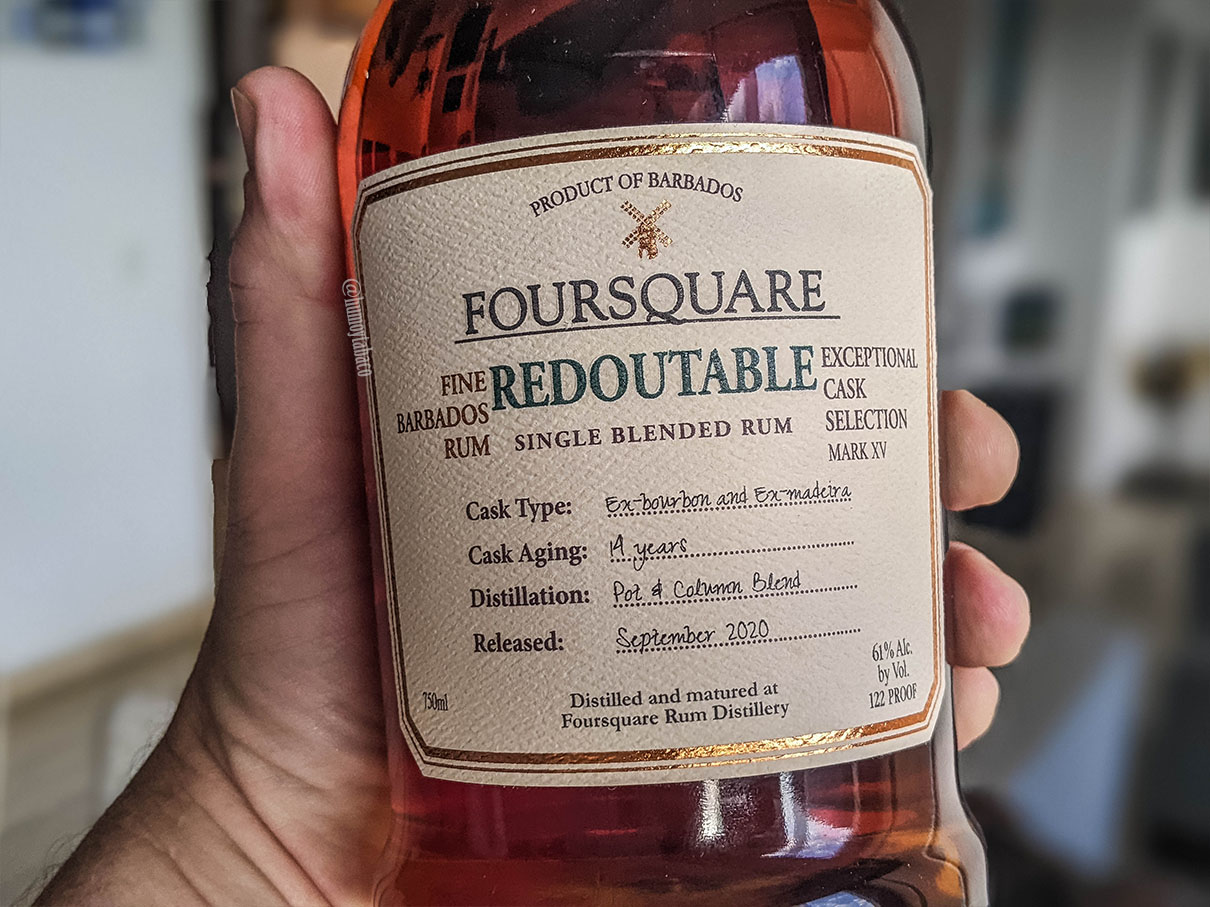 PRODUCT OF BARBADOS
FOURSQUARE
FINE
BARBADOS
RUM
REDOUTABLE
SINGLE BLENDED RUM
EXCEPTIONAL
CASK
SELECTION
MARK XV
Cask Type: Ex-bourbon and Ex-madeira
Cask Aging: 14 years
Distillation: Pot & Column Blend
Released: September 2020
750ml
Distilled and matured at
Foursquare Rum Distillery
61% Alc.
by Vol.
122 PROOF